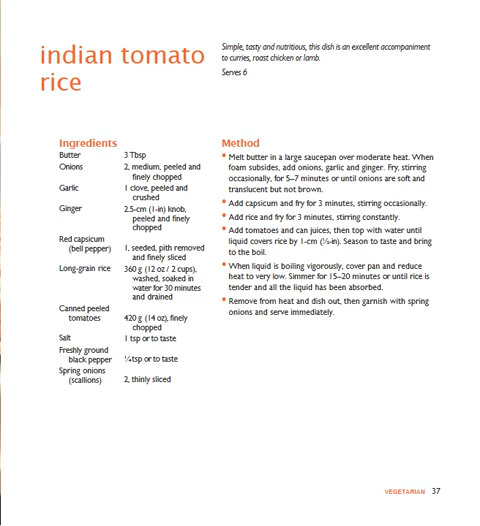 indian tomato
rice
Simple, tasty and nutritious, this dish is an excellent accompaniment
to curries, roast chicken or lamb.
Serves 6
Ingredients
Butter 3 Tbsp
Onions 2, medium, peeled and
finely chopped
Garlic 1 clove, peeled and
crushed
Ginger 2.5-cm (1-in) knob,
peeled and finely
chopped
Red capsicum
(bell pepper) 1, seeded, pith removed
and finely sliced
Long-grain rice 360 g (12 oz / 2 cups),
washed, soaked in
water for 30 minutes
and drained
Canned peeled
tomatoes 420 g (14 oz), finely
chopped
Salt 1 tsp or to taste
Freshly ground
black pepper ¼ tsp or to taste
Spring onions
(scallions) 2, thinly sliced
Method
* Melt butter in a large saucepan over moderate heat. When
foam subsides, add onions, garlic and ginger. Fry, stirring
occasionally, for 5–7 minutes or until onions are soft and
translucent but not brown.
* Add capsicum and fry for 3 minutes, stirring occasionally.
* Add rice and fry for 3 minutes, stirring constantly.
* Add tomatoes and can juices, then top with water until
liquid covers rice by 1-cm (½-in). Season to taste and bring
to the boil.
* When liquid is boiling vigorously, cover pan and reduce
heat to very low. Simmer for 15–20 minutes or until rice is
tender and all the liquid has been absorbed.
* Remove from heat and dish out, then garnish with spring
onions and serve immediately.
VEGETARIAN 37